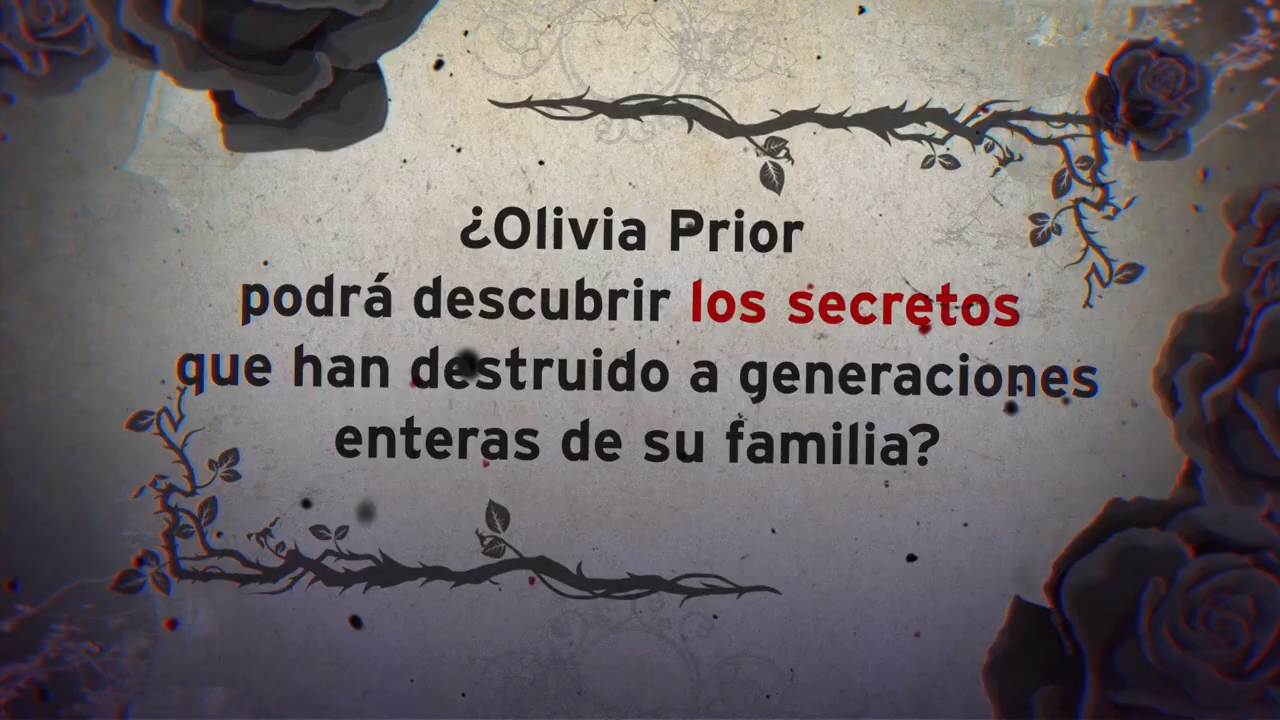 ¿Olivia Prior
podrá descubrir los secretos
que han destruido a generaciones
enteras de su familia?